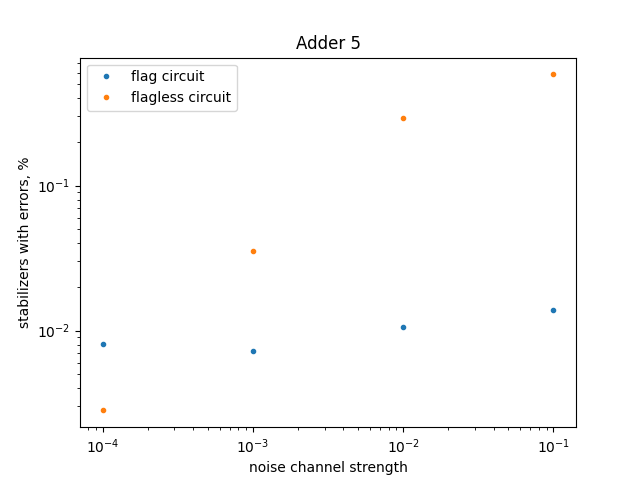 Adder 5
flag circuit
flagless circuit
stabilizers with errors, %
10⁻¹
10⁻²
10⁻⁴
10⁻³
10⁻²
10⁻¹
noise channel strength